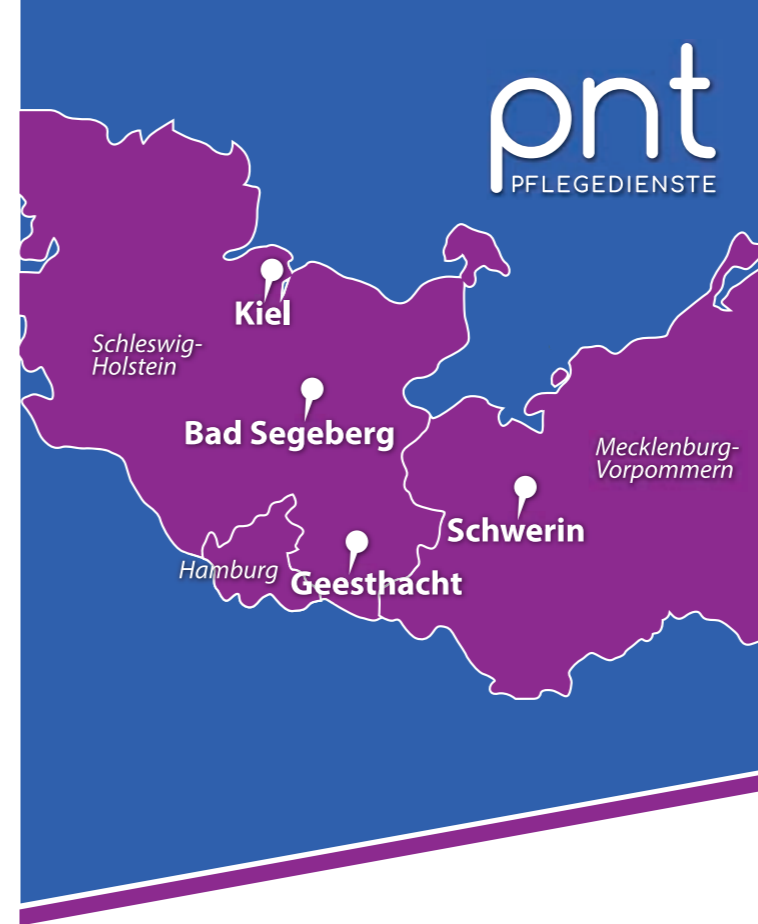 pnt
PFLEGEDIENSTE
Kiel
Schleswig-
Holstein
Bad Segeberg
Mecklenburg-
Vorpommern
Schwerin
Hamburg
Geesthacht